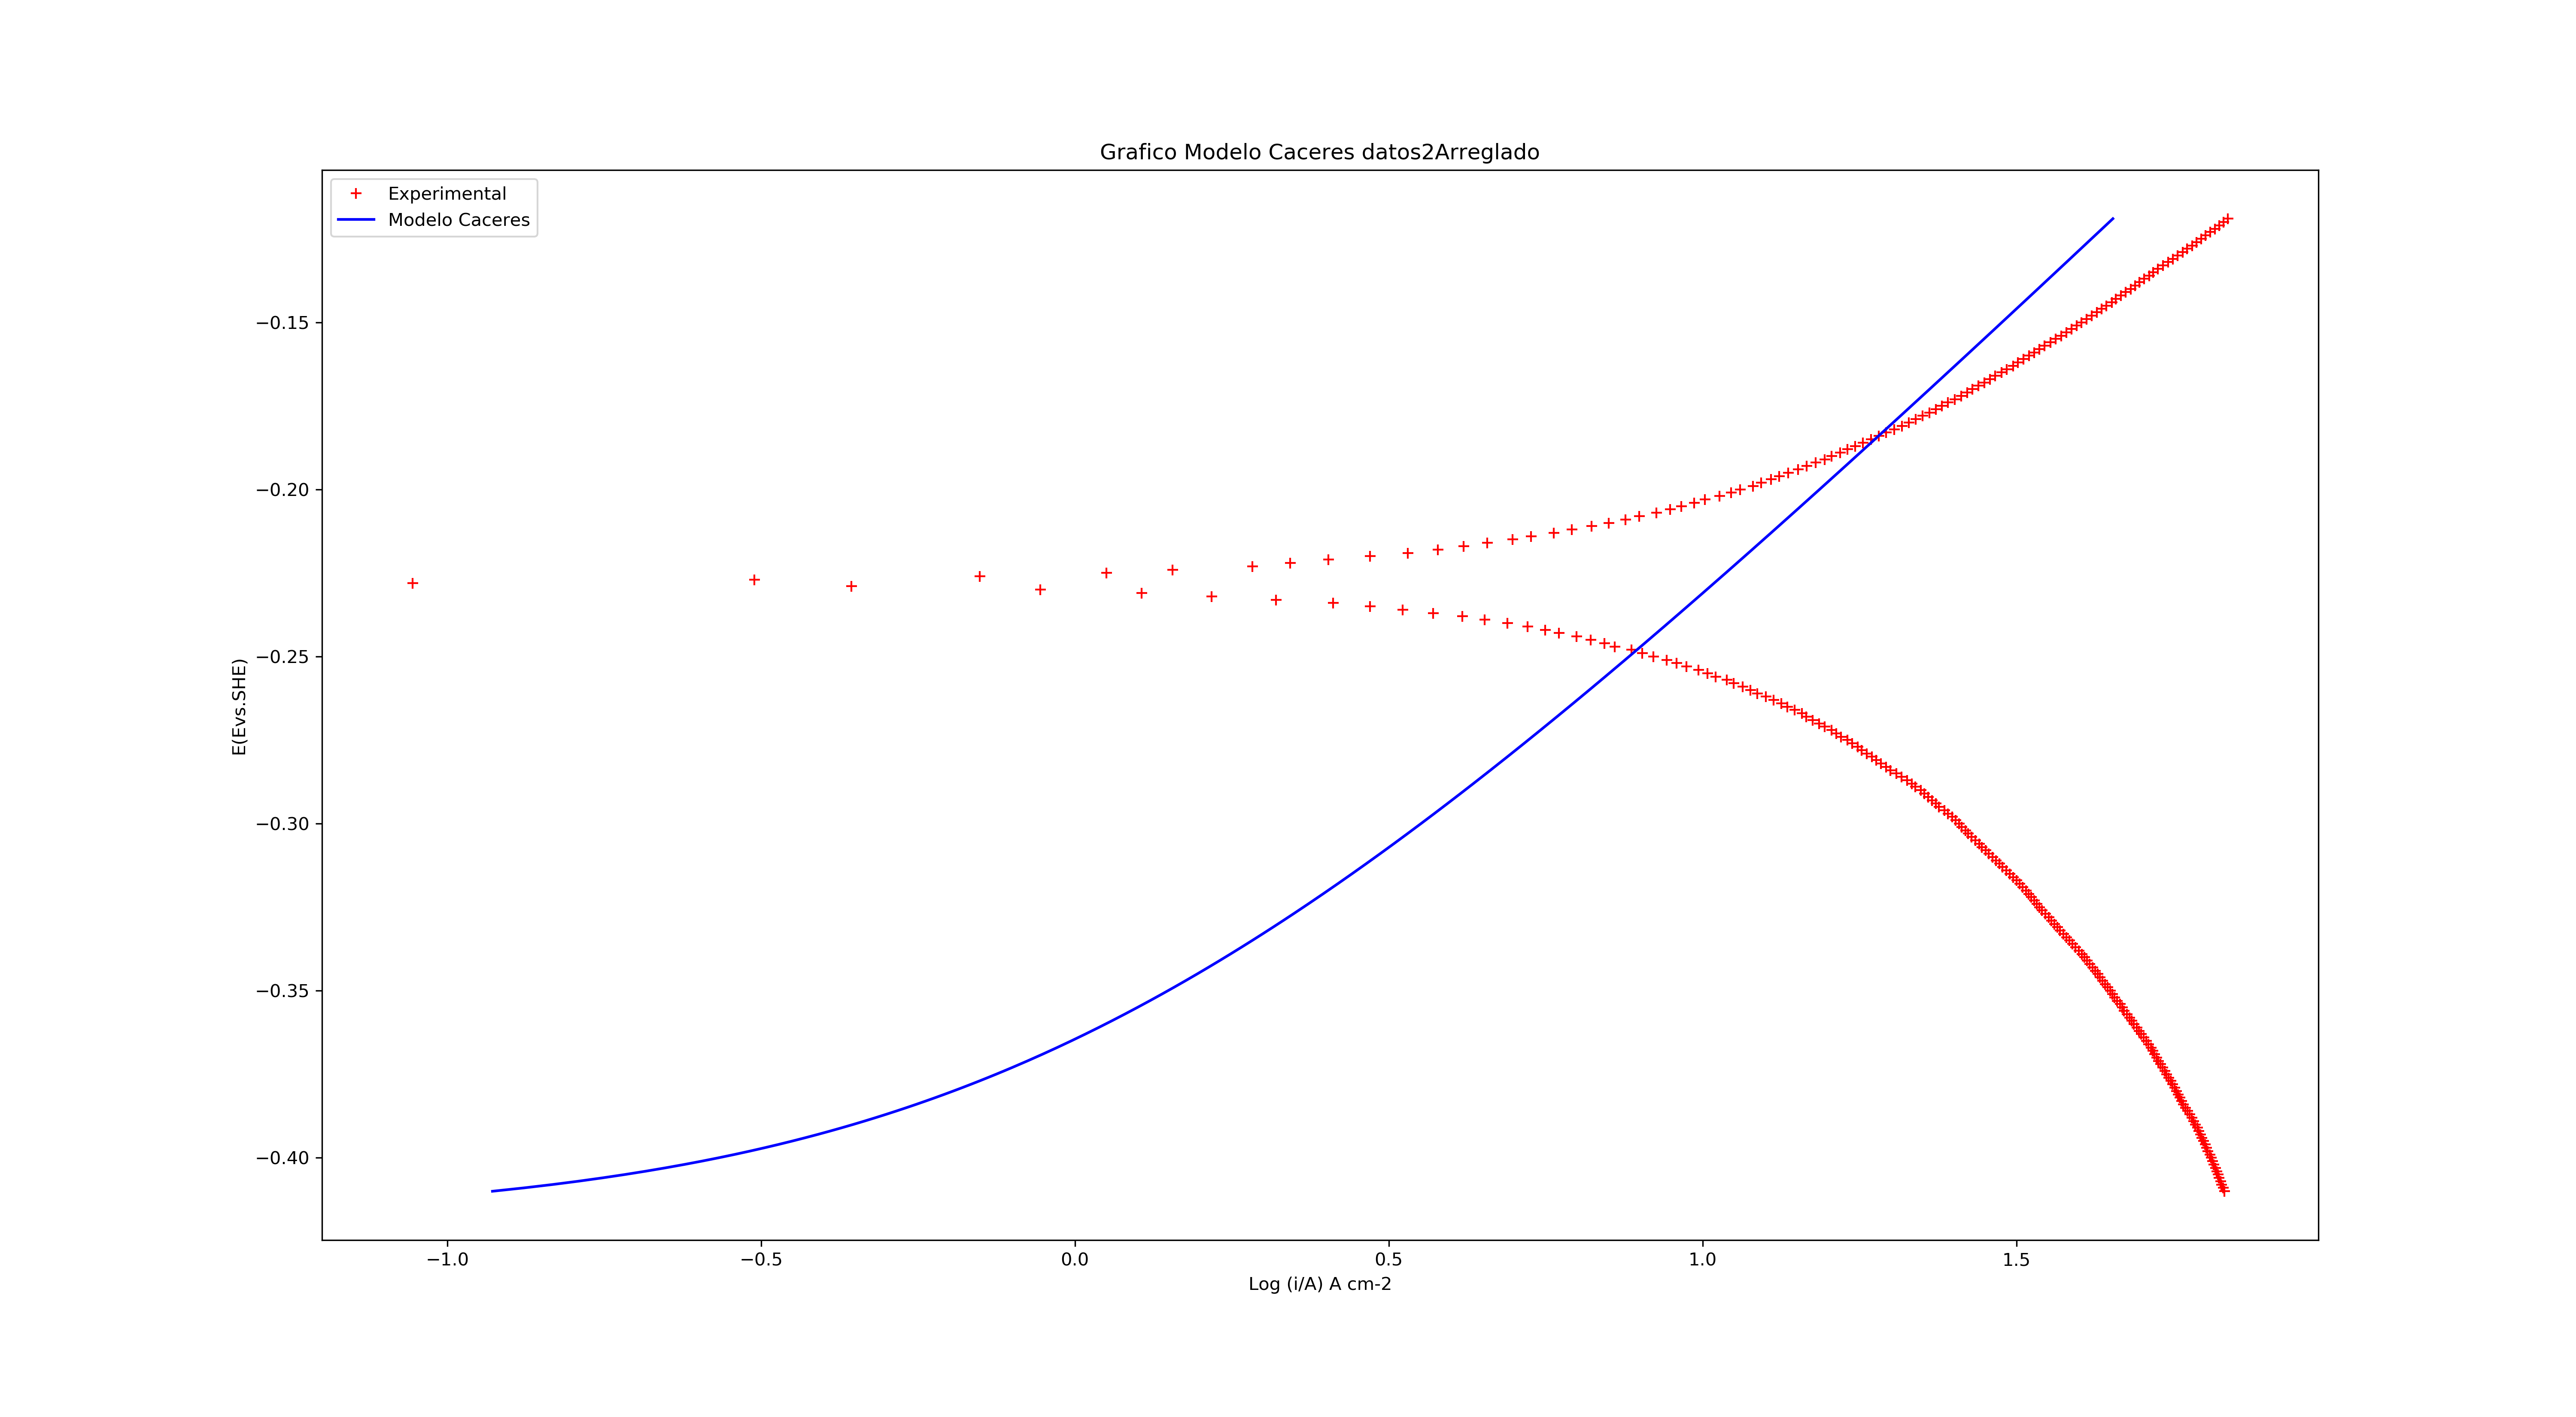 Grafico Modelo Caceres datos2Arreglado
Experimental
Modelo Caceres
−0.15
−0.20
−0.25
−0.30
−0.35
−0.40
E(Evs.SHE)
−1.0
−0.5
0.0
0.5
1.0
1.5
Log (i/A) A cm-2